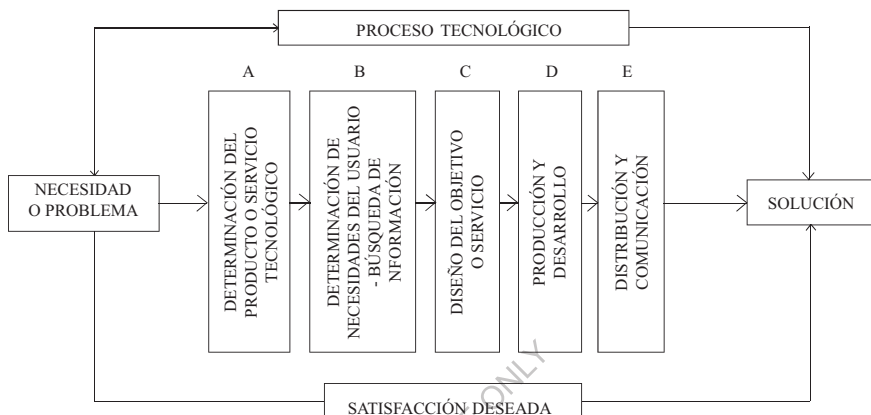 PROCESO TECNOLÓGICO
A
B
C
D
E
NECESIDAD
O PROBLEMA
DETERMINACIÓN DEL
PRODUCTO O SERVICIO
TECNOLÓGICO
DETERMINACIÓN DE
NECESIDADES DEL USUARIO
- BÚSQUEDA DE
NFORMACIÓN
DISEÑO DEL OBJETIVO
O SERVICIO
PRODUCCIÓN Y
DESARROLLO
DISTRIBUCIÓN Y
COMUNICACIÓN
SOLUCIÓN
SATISFACCIÓN DESEADA
ONLY